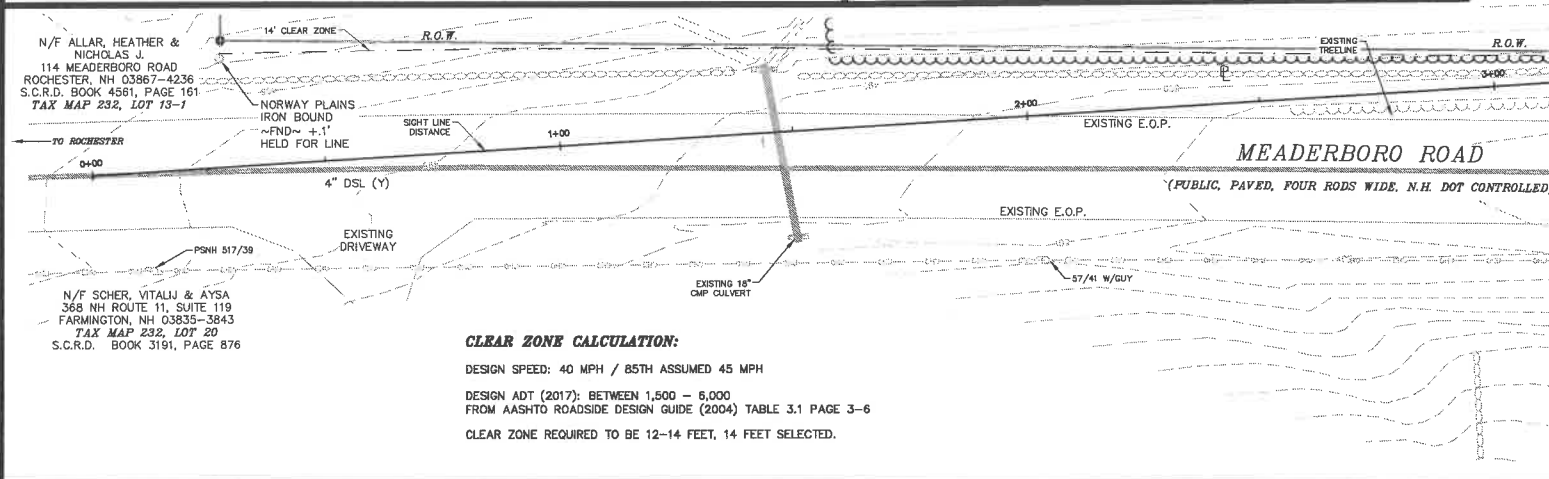 N/F ALLAR, HEATHER &
NICHOLAS J.
114 MEADERBORO ROAD
ROCHESTER, NH 03867-4236
S.C.R.D. BOOK 4561, PAGE 161
TAX MAP 232, LOT 13-1
14' CLEAR ZONE
R.O.W.
EXISTING
TREELINE
R.O.W.
3+00
NORWAY PLAINS
IRON BOUND
~FND~ +.1'
HELD FOR LINE
SIGHT LINE
DISTANCE
1+00
2+00
EXISTING E.O.P.
TO ROCHESTER
0+00
4" DSL (Y)
MEADERBORO ROAD
(PUBLIC, PAVED, FOUR RODS WIDE, N.H. DOT CONTROLLED
EXISTING E.O.P.
EXISTING
DRIVEWAY
PSNH 517/39
EXISTING 18"
CMP CULVERT
57/41 W/GUY
N/F SCHER, VITALIJ & AYSA
368 NH ROUTE 11, SUITE 119
FARMINGTON, NH 03835-3843
TAX MAP 232, LOT 20
S.C.R.D. BOOK 3191, PAGE 876
CLEAR ZONE CALCULATION:
DESIGN SPEED: 40 MPH / 85TH ASSUMED 45 MPH
DESIGN ADT (2017): BETWEEN 1,500 - 6,000
FROM AASHTO ROADSIDE DESIGN GUIDE (2004) TABLE 3.1 PAGE 3-6
CLEAR ZONE REQUIRED TO BE 12-14 FEET, 14 FEET SELECTED.